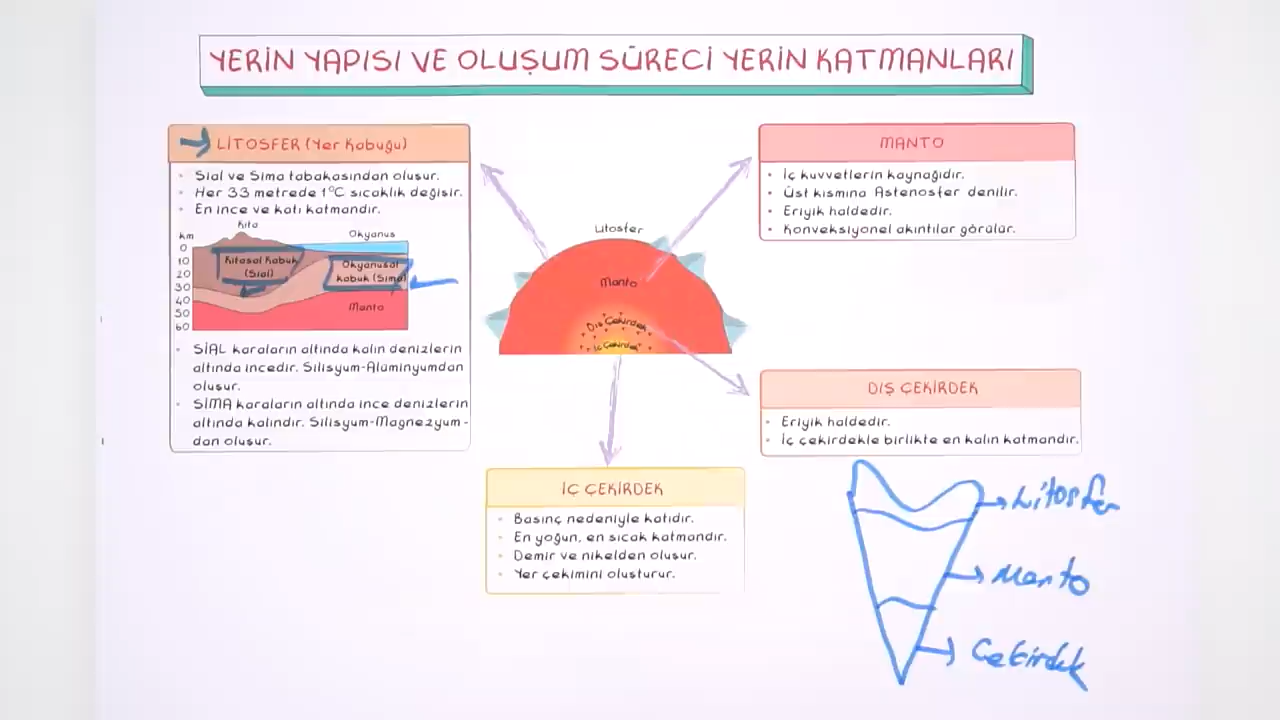 YERİN YAPISI VE OLUŞUM SÜRECİ YERİN KATMANLARI
LİTOSFER (Yer Kabuğu)
• Sial ve Sima tabakasından oluşur.
• Her 33 metrede 1°C sıcaklık değişir.
• En ince ve katı katmandır.
Kıta
km
Okyanus
0
10
20
30
40
50
60
Kıtasal Kabuk
(Sial)
Okyanusal
kabuk (Sima)
Manto
• SİAL karaların altında kalın denizlerin
altında incedir. Silisyum-Alüminyumdan
oluşur.
• SİMA karaların altında ince denizlerin
altında kalındır. Silisyum-Magnezyum-
dan oluşur.
Litosfer
Manto
Dış Çekirdek
İç Çekirdek
MANTO
• İç kuvvetlerin kaynağıdır.
• Üst kısmına Astenosfer denilir.
• Eriyik haldedir.
• Konveksiyonel akıntılar görülür.
DIŞ ÇEKİRDEK
• Eriyik haldedir.
• İç çekirdekle birlikte en kalın katmandır.
İÇ ÇEKİRDEK
• Basınç nedeniyle katıdır.
• En yoğun, en sıcak katmandır.
• Demir ve nikelden oluşur.
• Yer çekimini oluşturur.
Litosfer
Manto
Çekirdek